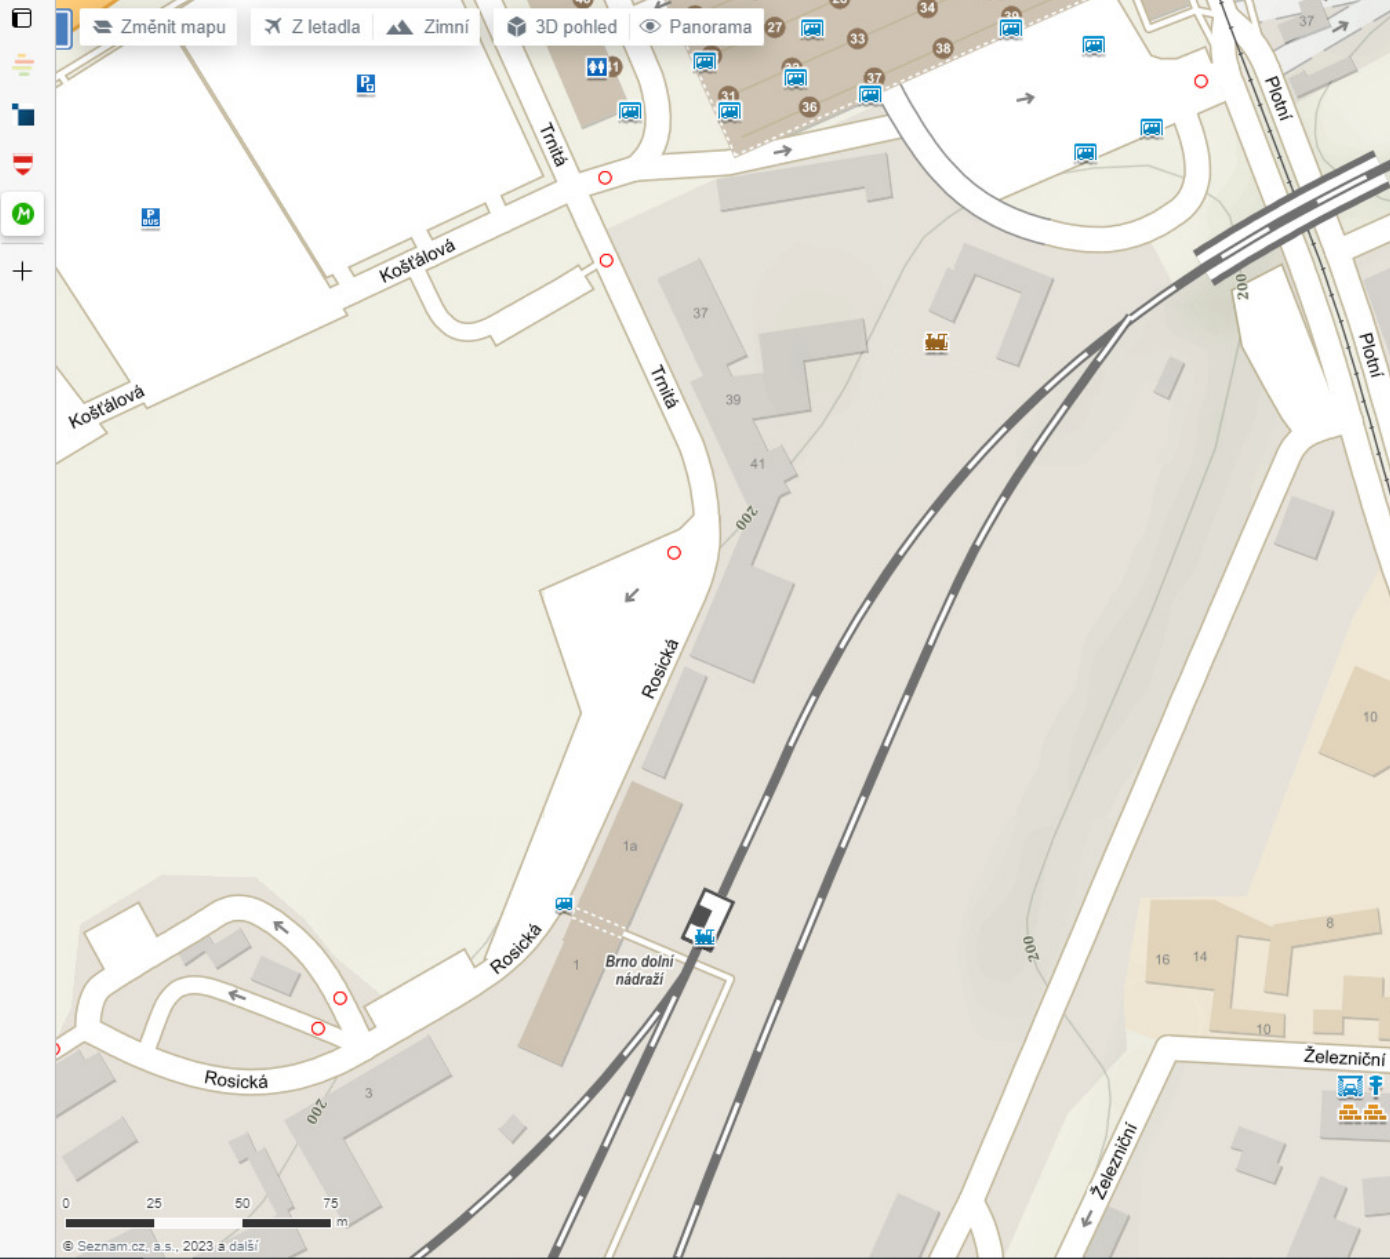 Změnit mapu
Z letadla
Zimní
3D pohled
Panorama
27
34
33
38
37
31
36
37
P
P
BUS
Trnitá
Plotní
Košťálová
Košťálová
37
39
41
Trnitá
200
200
Plotní
Rosická
1a
10
Rosická
1
Brno dolní
nádraží
200
8
16
14
10
Železniční
Rosická
3
200
Železniční
0 25 50 75
m
© Seznam.cz, a.s., 2023 a další